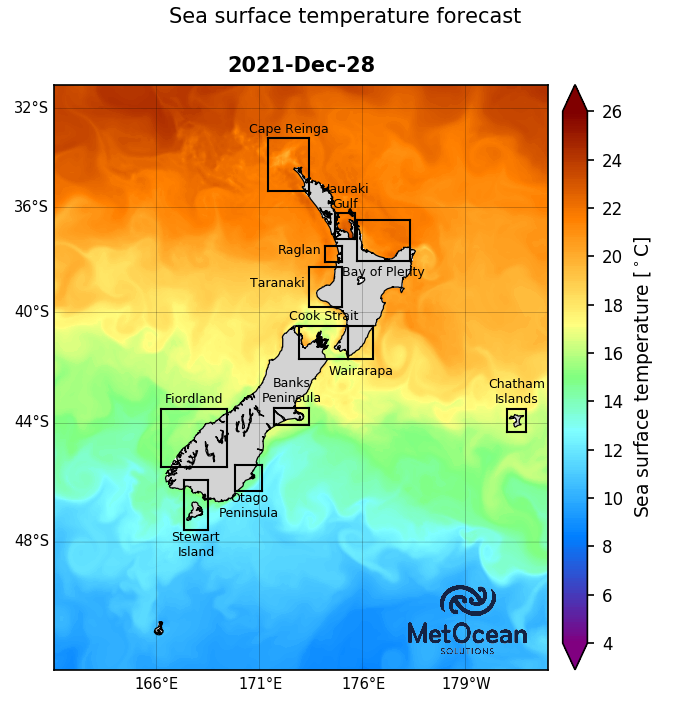 Sea surface temperature forecast
2021-Dec-28
32°S
36°S
40°S
44°S
48°S
166°E
171°E
176°E
179°W
Cape Reinga
Hauraki
Gulf
Raglan
Bay of Plenty
Taranaki
Cook Strait
Wairarapa
Banks
Peninsula
Chatham
Islands
Fiordland
Otago
Peninsula
Stewart
Island
MetOcean
SOLUTIONS
26
24
22
20
18
16
14
12
10
8
6
4
Sea surface temperature [°C]